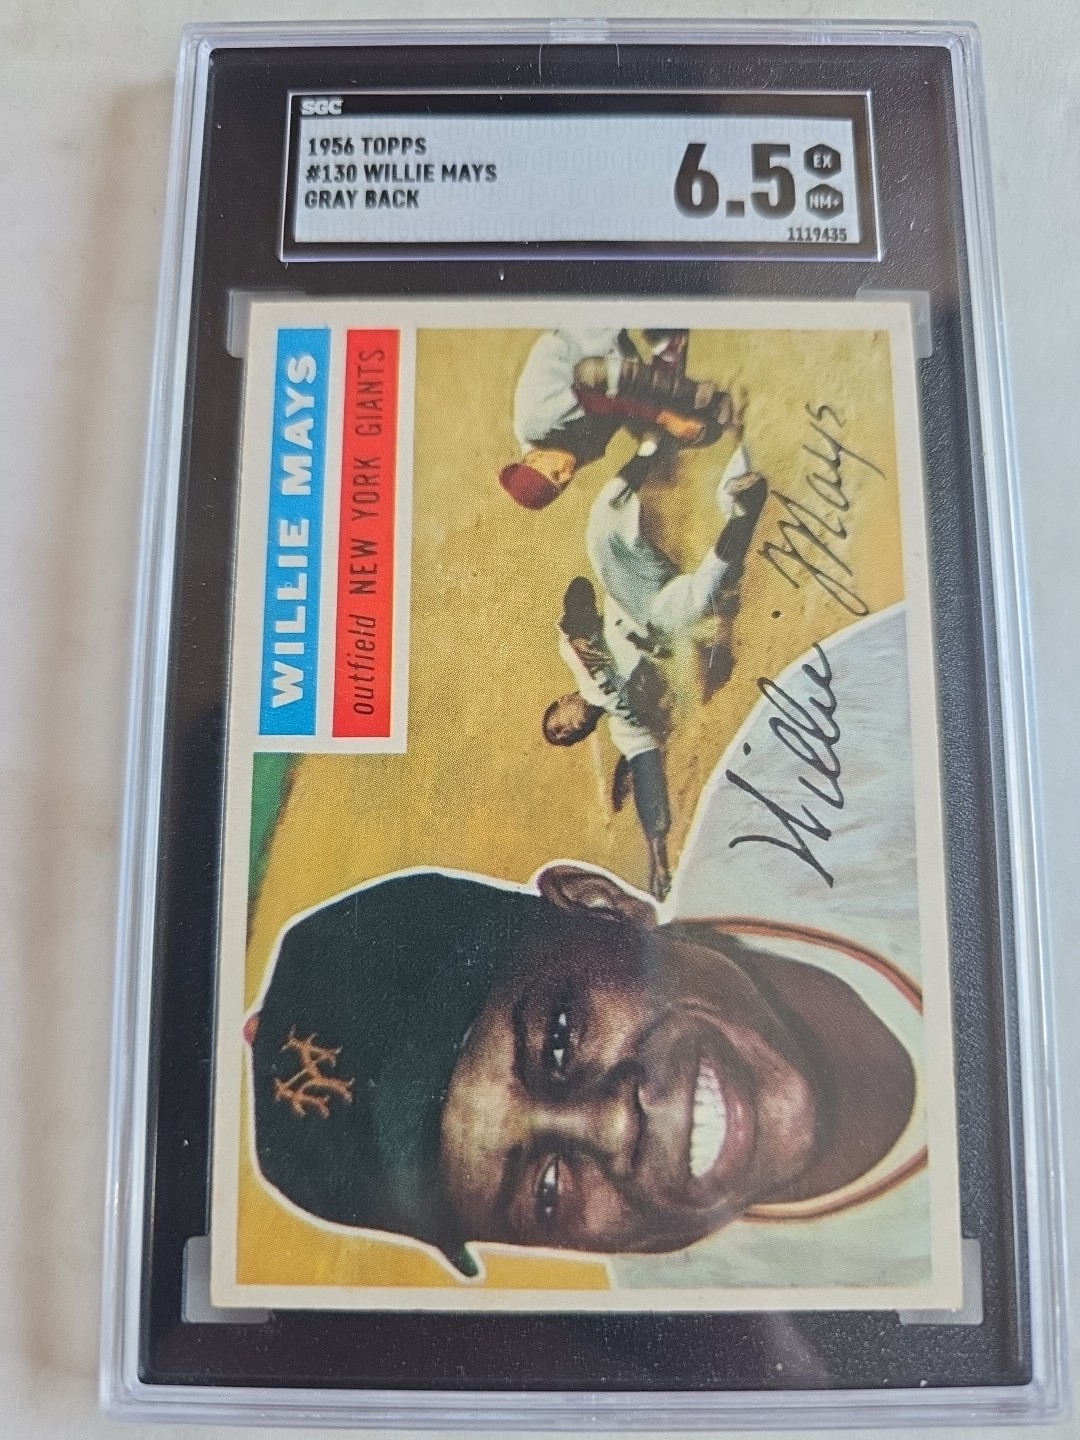 SGC
1956 TOPPS
#130 WILLIE MAYS
GRAY BACK
6.5
EX
NM+
1119435
WILLIE MAYS
outfield NEW YORK GIANTS
Willie Mays
NY